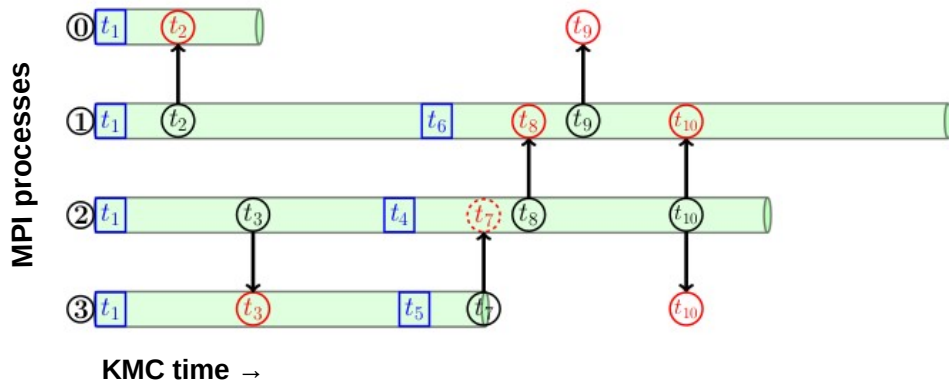 MPI processes
0 t1 t2 t9
1 t1 t2 t6 t8 t9 t10
2 t1 t3 t4 t7 t8 t10
3 t1 t3 t5 t7 t10
KMC time →